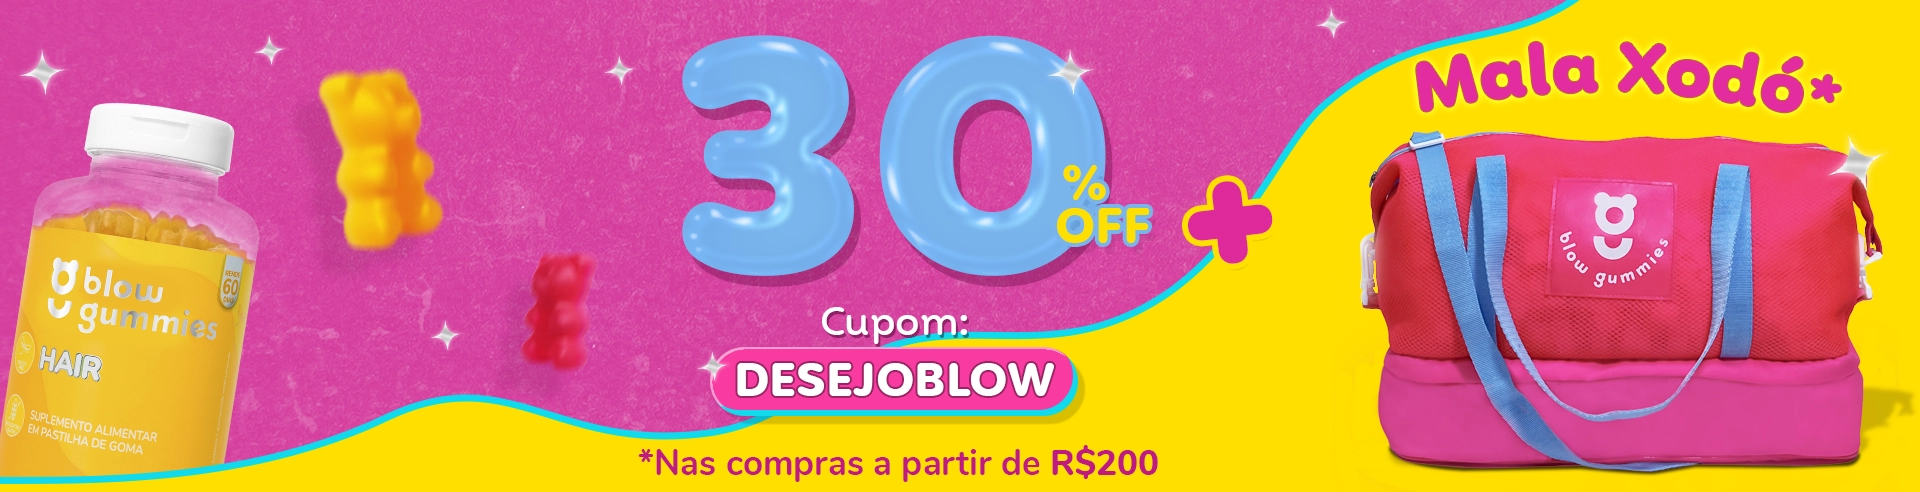 30
%
OFF
Cupom:
DESEJOBLOW
*Nas compras a partir de R$200
Mala Xodó*
blow gummies
blow
gummies
HAIR
SUPLEMENTO ALIMENTAR
EM PASTILHA DE GOMA
RENDE
60